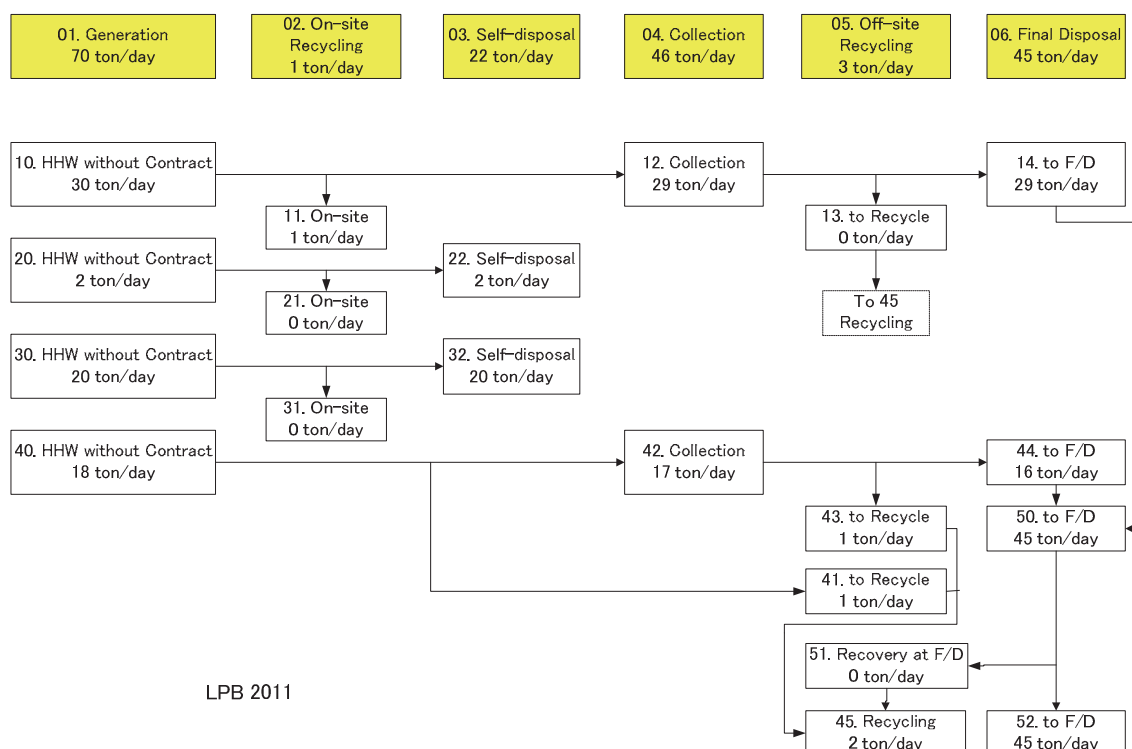 01. Generation
70 ton/day
02. On-site
Recycling
1 ton/day
03. Self-disposal
22 ton/day
04. Collection
46 ton/day
05. Off-site
Recycling
3 ton/day
06. Final Disposal
45 ton/day
10. HHW without Contract
30 ton/day
12. Collection
29 ton/day
14. to F/D
29 ton/day
11. On-site
1 ton/day
13. to Recycle
0 ton/day
20. HHW without Contract
2 ton/day
22. Self-disposal
2 ton/day
21. On-site
0 ton/day
To 45
Recycling
30. HHW without Contract
20 ton/day
32. Self-disposal
20 ton/day
31. On-site
0 ton/day
40. HHW without Contract
18 ton/day
42. Collection
17 ton/day
44. to F/D
16 ton/day
43. to Recycle
1 ton/day
50. to F/D
45 ton/day
41. to Recycle
1 ton/day
51. Recovery at F/D
0 ton/day
LPB 2011
45. Recycling
2 ton/day
52. to F/D
45 ton/day